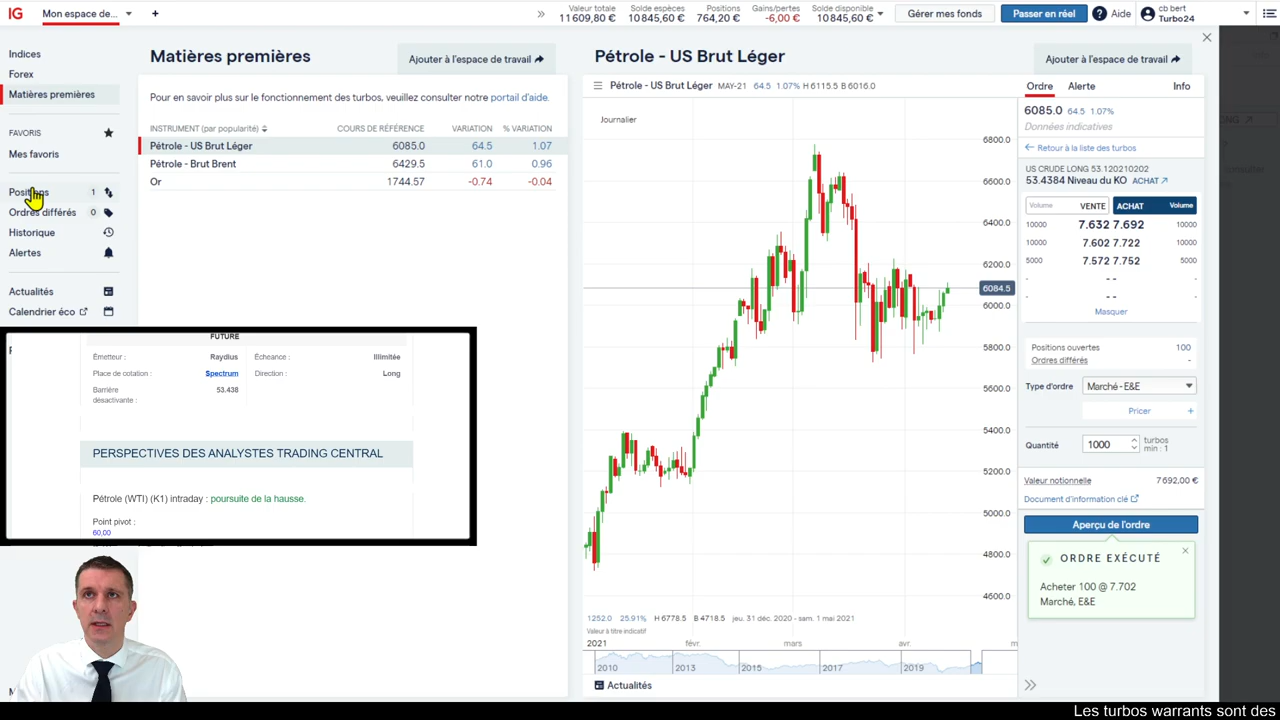 IG
Mon espace de...
+
Valeur totale
11 609,80 €
Solde espèces
10 845,60 €
Positions
764,20 €
Gains/pertes
-6,00 €
Solde disponible
10 845,60 €
Gérer mes fonds
Passer en réel
Aide
cb bert
Turbo24
Indices
Forex
Matières premières
FAVORIS
Mes favoris
Positions 1
Ordres différés 0
Historique
Alertes
Actualités
Calendrier éco
Matières premières
Ajouter à l'espace de travail
Pour en savoir plus sur le fonctionnement des turbos, veuillez consulter notre portail d'aide.
INSTRUMENT (par popularité) COURS DE RÉFÉRENCE VARIATION % VARIATION
Pétrole - US Brut Léger 6085.0 64.5 1.07
Pétrole - Brut Brent 6429.5 61.0 0.96
Or 1744.57 -0.74 -0.04
FUTURE
Émetteur : Raydius Écheance : Illimitée
Place de cotation : Spectrum Direction : Long
Barrière désactivante : 53.438
PERSPECTIVES DES ANALYSTES TRADING CENTRAL
Pétrole (WTI) (K1) intraday : poursuite de la hausse.
Point pivot :
60,00
Pétrole - US Brut Léger
Ajouter à l'espace de travail
Pétrole - US Brut Léger MAY-21 64.5 1.07% H 6115.5 B 6016.0
Journalier
6800.0
6600.0
6400.0
6200.0
6084.5
6000.0
5800.0
5600.0
5400.0
5200.0
5000.0
4800.0
4600.0
1252.0 25.91% H 6778.5 B 4718.5 jeu. 31 déc. 2020 - sam. 1 mai 2021
Valeur à titre indicatif
2021 févr. mars avr. m
2010 2013 2015 2017 2019
Actualités
Ordre Alerte Info
6085.0 64.5 1.07%
Données indicatives
Retour à la liste des turbos
US CRUDE LONG 53.120210202
53.4384 Niveau du KO ACHAT
Volume VENTE ACHAT Volume
10000 7.632 7.692 10000
10000 7.602 7.722 10000
5000 7.572 7.752 5000
- - - -
- - - -
Masquer
Positions ouvertes 100
Ordres différés -
Type d'ordre Marché - E&E
Pricer +
Quantité 1000 turbos
min : 1
Valeur notionnelle 7 692,00 €
Document d'information clé
Aperçu de l'ordre
ORDRE EXÉCUTÉ
Acheter 100 @ 7.702
Marché, E&E
Les turbos warrants sont des